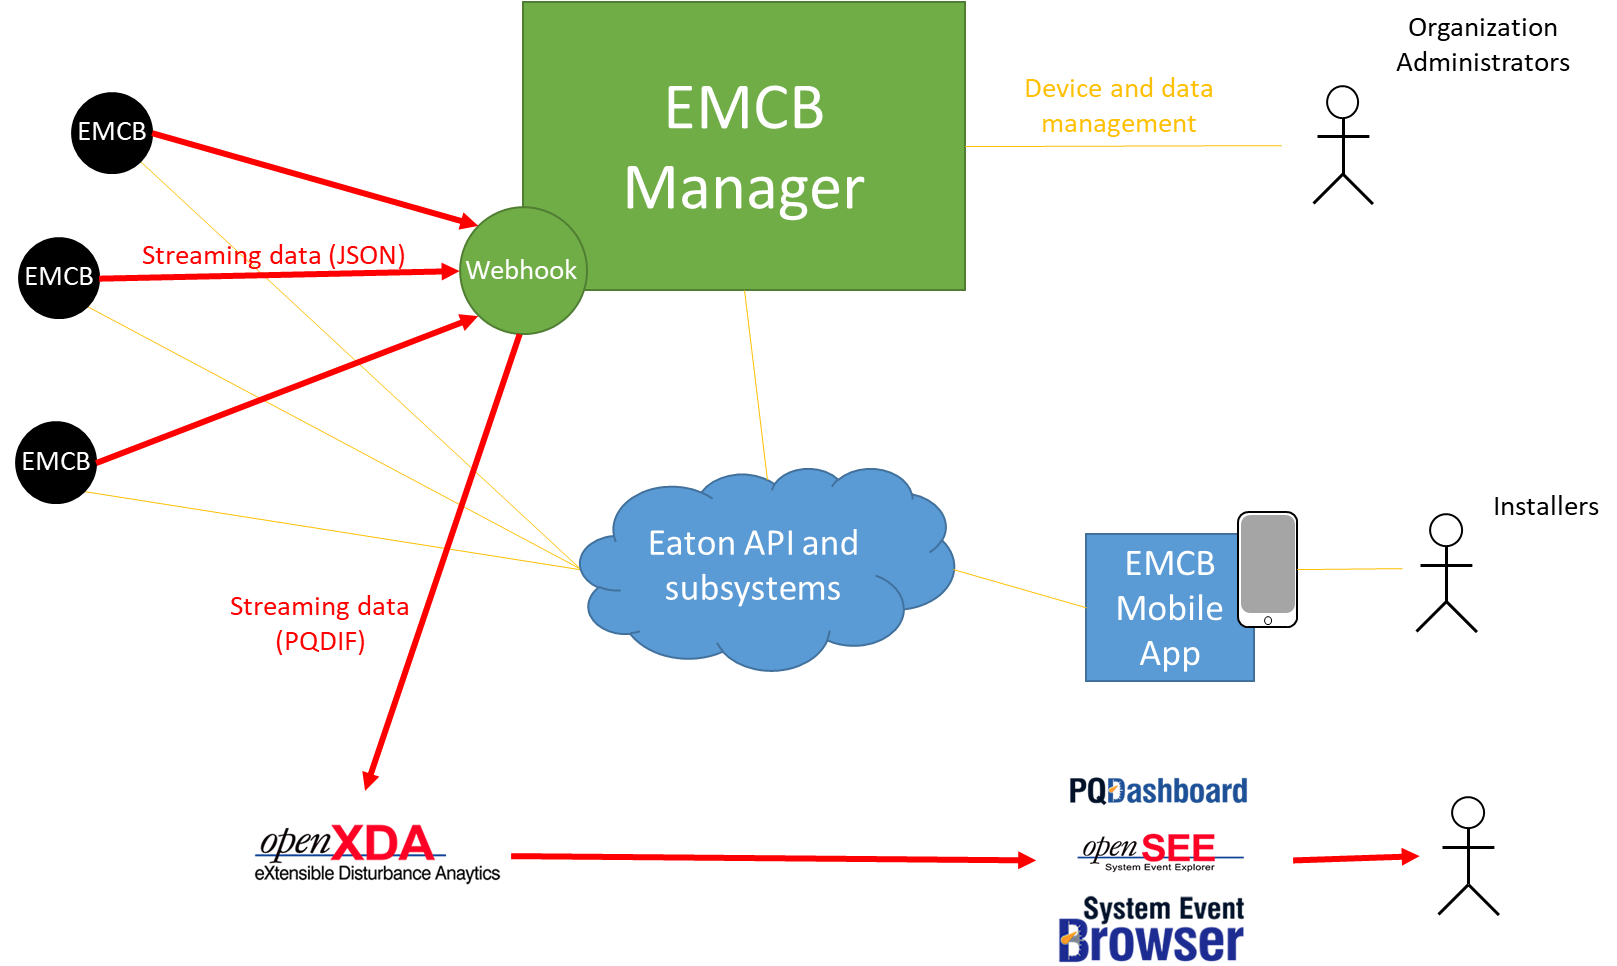 Organization
Administrators
EMCB
Manager
Device and data
management
EMCB
Streaming data (JSON)
EMCB
Webhook
EMCB
Installers
Eaton API and
subsystems
EMCB
Mobile
App
Streaming data
(PQDIF)
PQDashboard
openXDA
eXtensible Disturbance Anaytics
openSEE
System Event Explorer
System Event
Browser